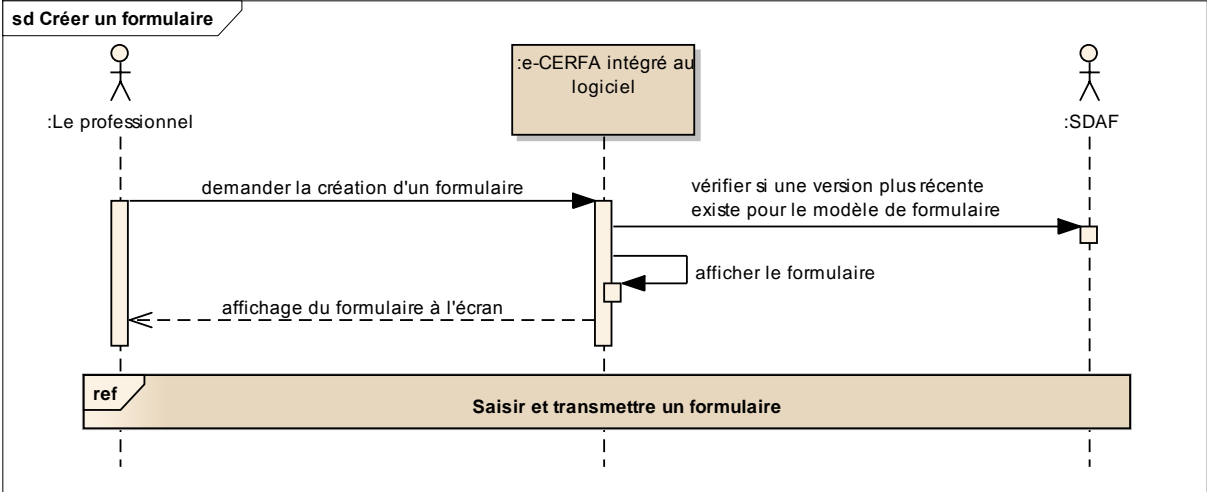 sd Créer un formulaire
:Le professionnel
:e-CERFA intégré au
logiciel
:SDAF
demander la création d'un formulaire
vérifier si une version plus récente
existe pour le modèle de formulaire
afficher le formulaire
affichage du formulaire à l'écran
ref
Saisir et transmettre un formulaire